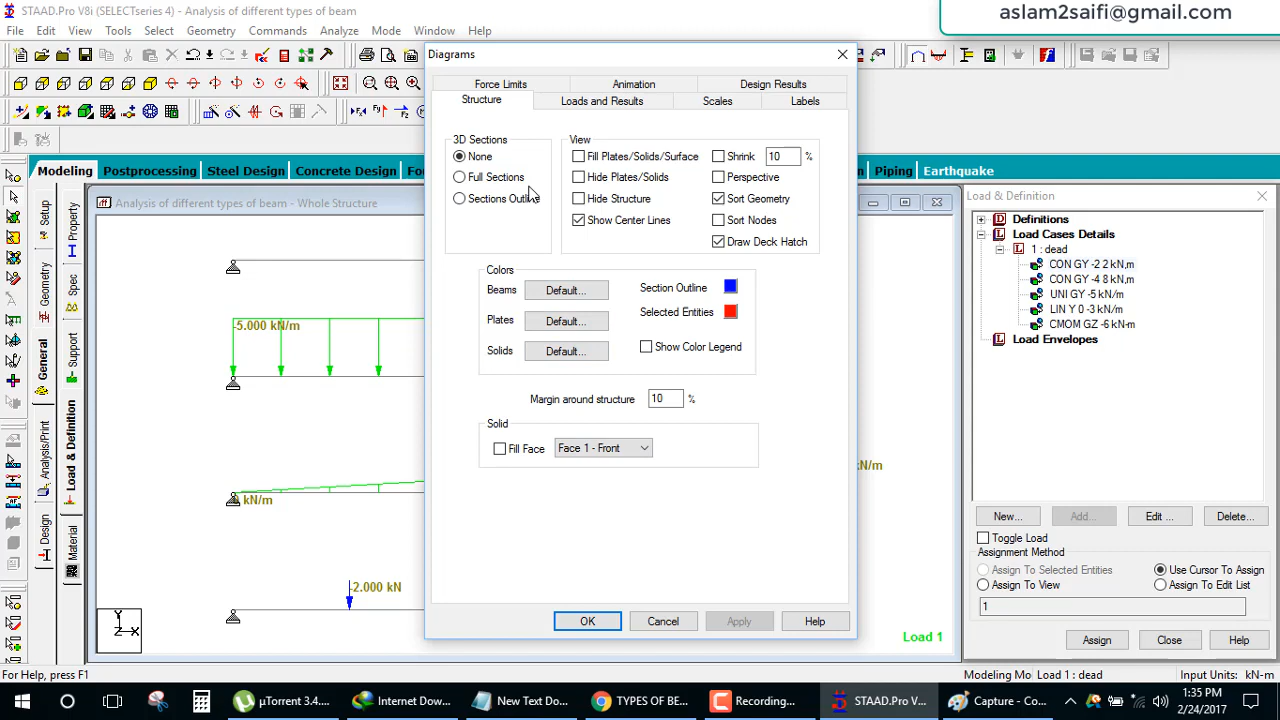 STAAD.Pro V8i (SELECTseries 4) - Analysis of different types of beam
aslam2saifi@gmail.com
File Edit View Tools Select Geometry Commands Analyze Mode Window Help
Diagrams
Force Limits Animation Design Results
Structure Loads and Results Scales Labels
3D Sections
None
Full Sections
Sections Outline
View
Fill Plates/Solids/Surface
Hide Plates/Solids
Hide Structure
Show Center Lines
Shrink 10 %
Perspective
Sort Geometry
Sort Nodes
Draw Deck Hatch
Colors
Beams Default...
Plates Default...
Solids Default...
Section Outline
Selected Entities
Show Color Legend
Margin around structure 10 %
Solid
Fill Face Face 1 - Front
OK Cancel Apply Help
Modeling Postprocessing Steel Design Concrete Design Piping Earthquake
Analysis of different types of beam - Whole Structure
Setup
Geometry
General
Analysis/Print
Design
Property
Spec
Support
Load & Definition
Material
-5.000 kN/m
kN/m
-2.000 kN
kN/m
Y
Z X
Load 1
Load & Definition
Definitions
Load Cases Details
1 : dead
CON GY -2 2 kN,m
CON GY -4 8 kN,m
UNI GY -5 kN/m
LIN Y 0 -3 kN/m
CMOM GZ -6 kN-m
Load Envelopes
New... Add... Edit ... Delete...
Toggle Load
Assignment Method
Assign To Selected Entities Use Cursor To Assign
Assign To View Assign To Edit List
1
Assign Close Help
For Help, press F1
Modeling Mo Load 1 : dead Input Units: kN-m
µTorrent 3.4.... Internet Dow... New Text Do... TYPES OF BE... Recording... STAAD.Pro V... Capture - Co...
1:35 PM
2/24/2017